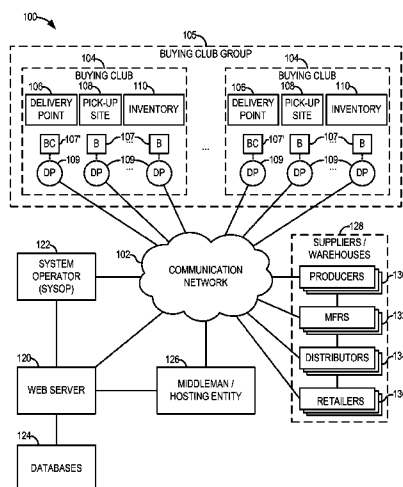 100
105
BUYING CLUB GROUP
104 104
BUYING CLUB BUYING CLUB
106 108 110 106 108 110
DELIVERY POINT PICK-UP SITE INVENTORY DELIVERY POINT PICK-UP SITE INVENTORY
BC 107' B 107 B BC 107' B 107 B
...
DP 109 DP 109 DP DP 109 DP 109 DP
122
SYSTEM OPERATOR (SYSOP)
102
COMMUNICATION NETWORK
128
SUPPLIERS / WAREHOUSES
PRODUCERS
MFRS
DISTRIBUTORS
RETAILERS
120
WEB SERVER
126
MIDDLEMAN / HOSTING ENTITY
124
DATABASES